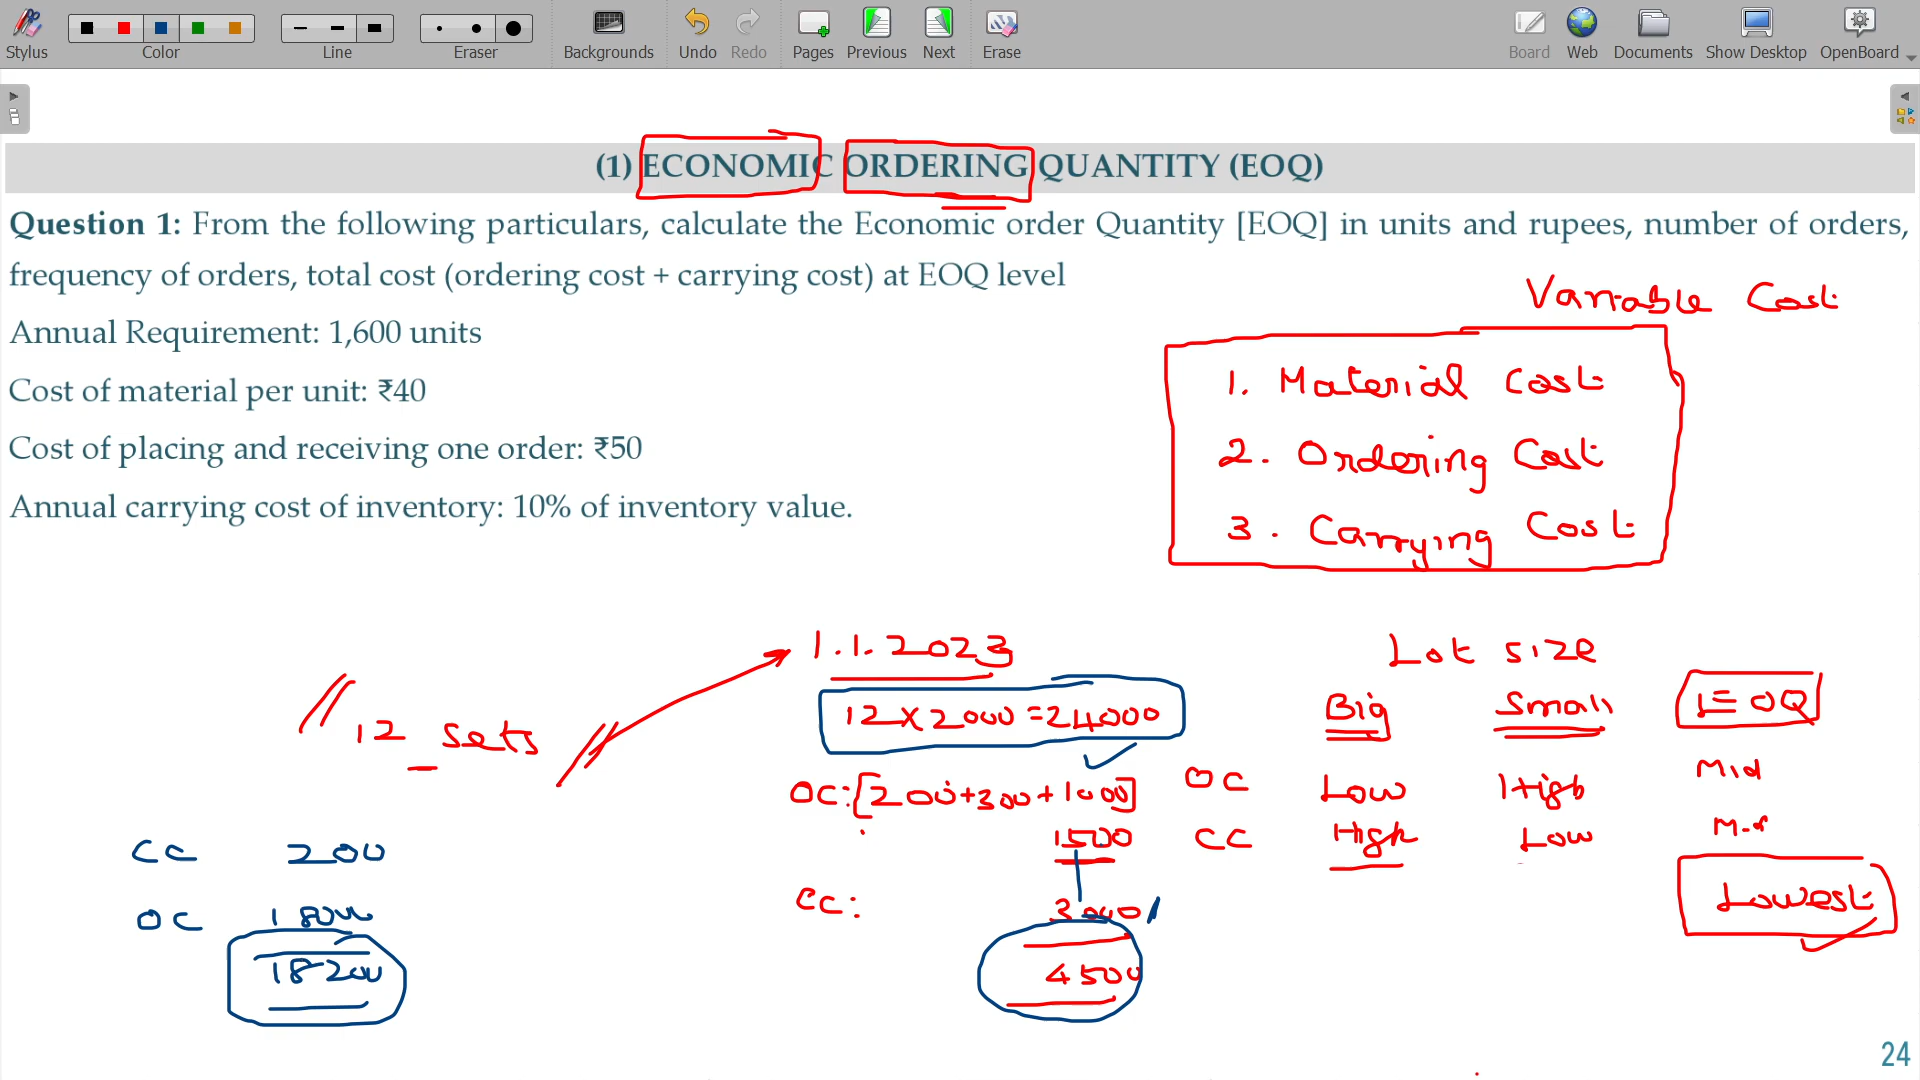 Stylus
Color
Line
Eraser
Backgrounds
Undo
Redo
Pages
Previous
Next
Erase
Board
Web
Documents
Show Desktop
OpenBoard
(1) ECONOMIC ORDERING QUANTITY (EOQ)
Question 1: From the following particulars, calculate the Economic order Quantity [EOQ] in units and rupees, number of orders,
frequency of orders, total cost (ordering cost + carrying cost) at EOQ level
Annual Requirement: 1,600 units
Cost of material per unit: ₹40
Cost of placing and receiving one order: ₹50
Annual carrying cost of inventory: 10% of inventory value.
Variable Cost
1. Material Cost
2. Ordering Cost
3. Carrying Cost
12 sets
1.1.2023
12 x 2000 = 24000
OC: [200+300+1000]
1500
CC: 3000
4500
CC 200
OC 18000
18200
Lot size
Big Small EOQ
OC Low High Mid
CC High Low
Lowest
24